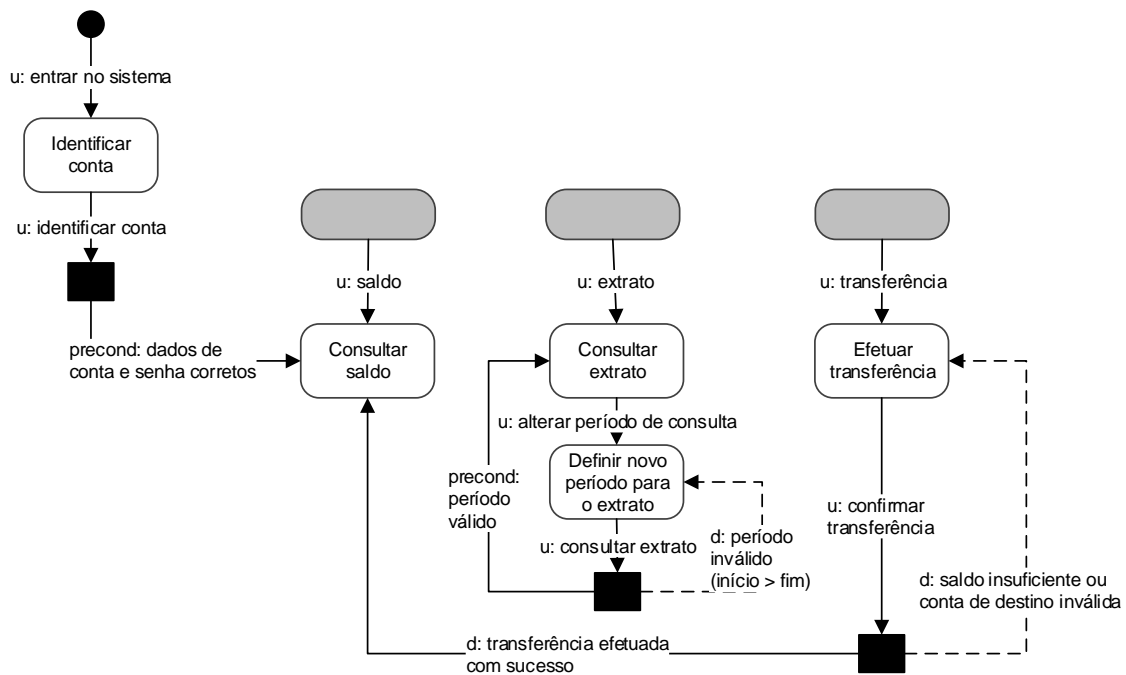 u: entrar no sistema
Identificar
conta
u: identificar conta
precond: dados de
conta e senha corretos
u: saldo
Consultar
saldo
u: extrato
Consultar
extrato
u: alterar período de consulta
Definir novo
período para
o extrato
precond:
período
válido
u: consultar extrato
d: período
inválido
(início > fim)
u: transferência
Efetuar
transferência
u: confirmar
transferência
d: saldo insuficiente ou
conta de destino inválida
d: transferência efetuada
com sucesso